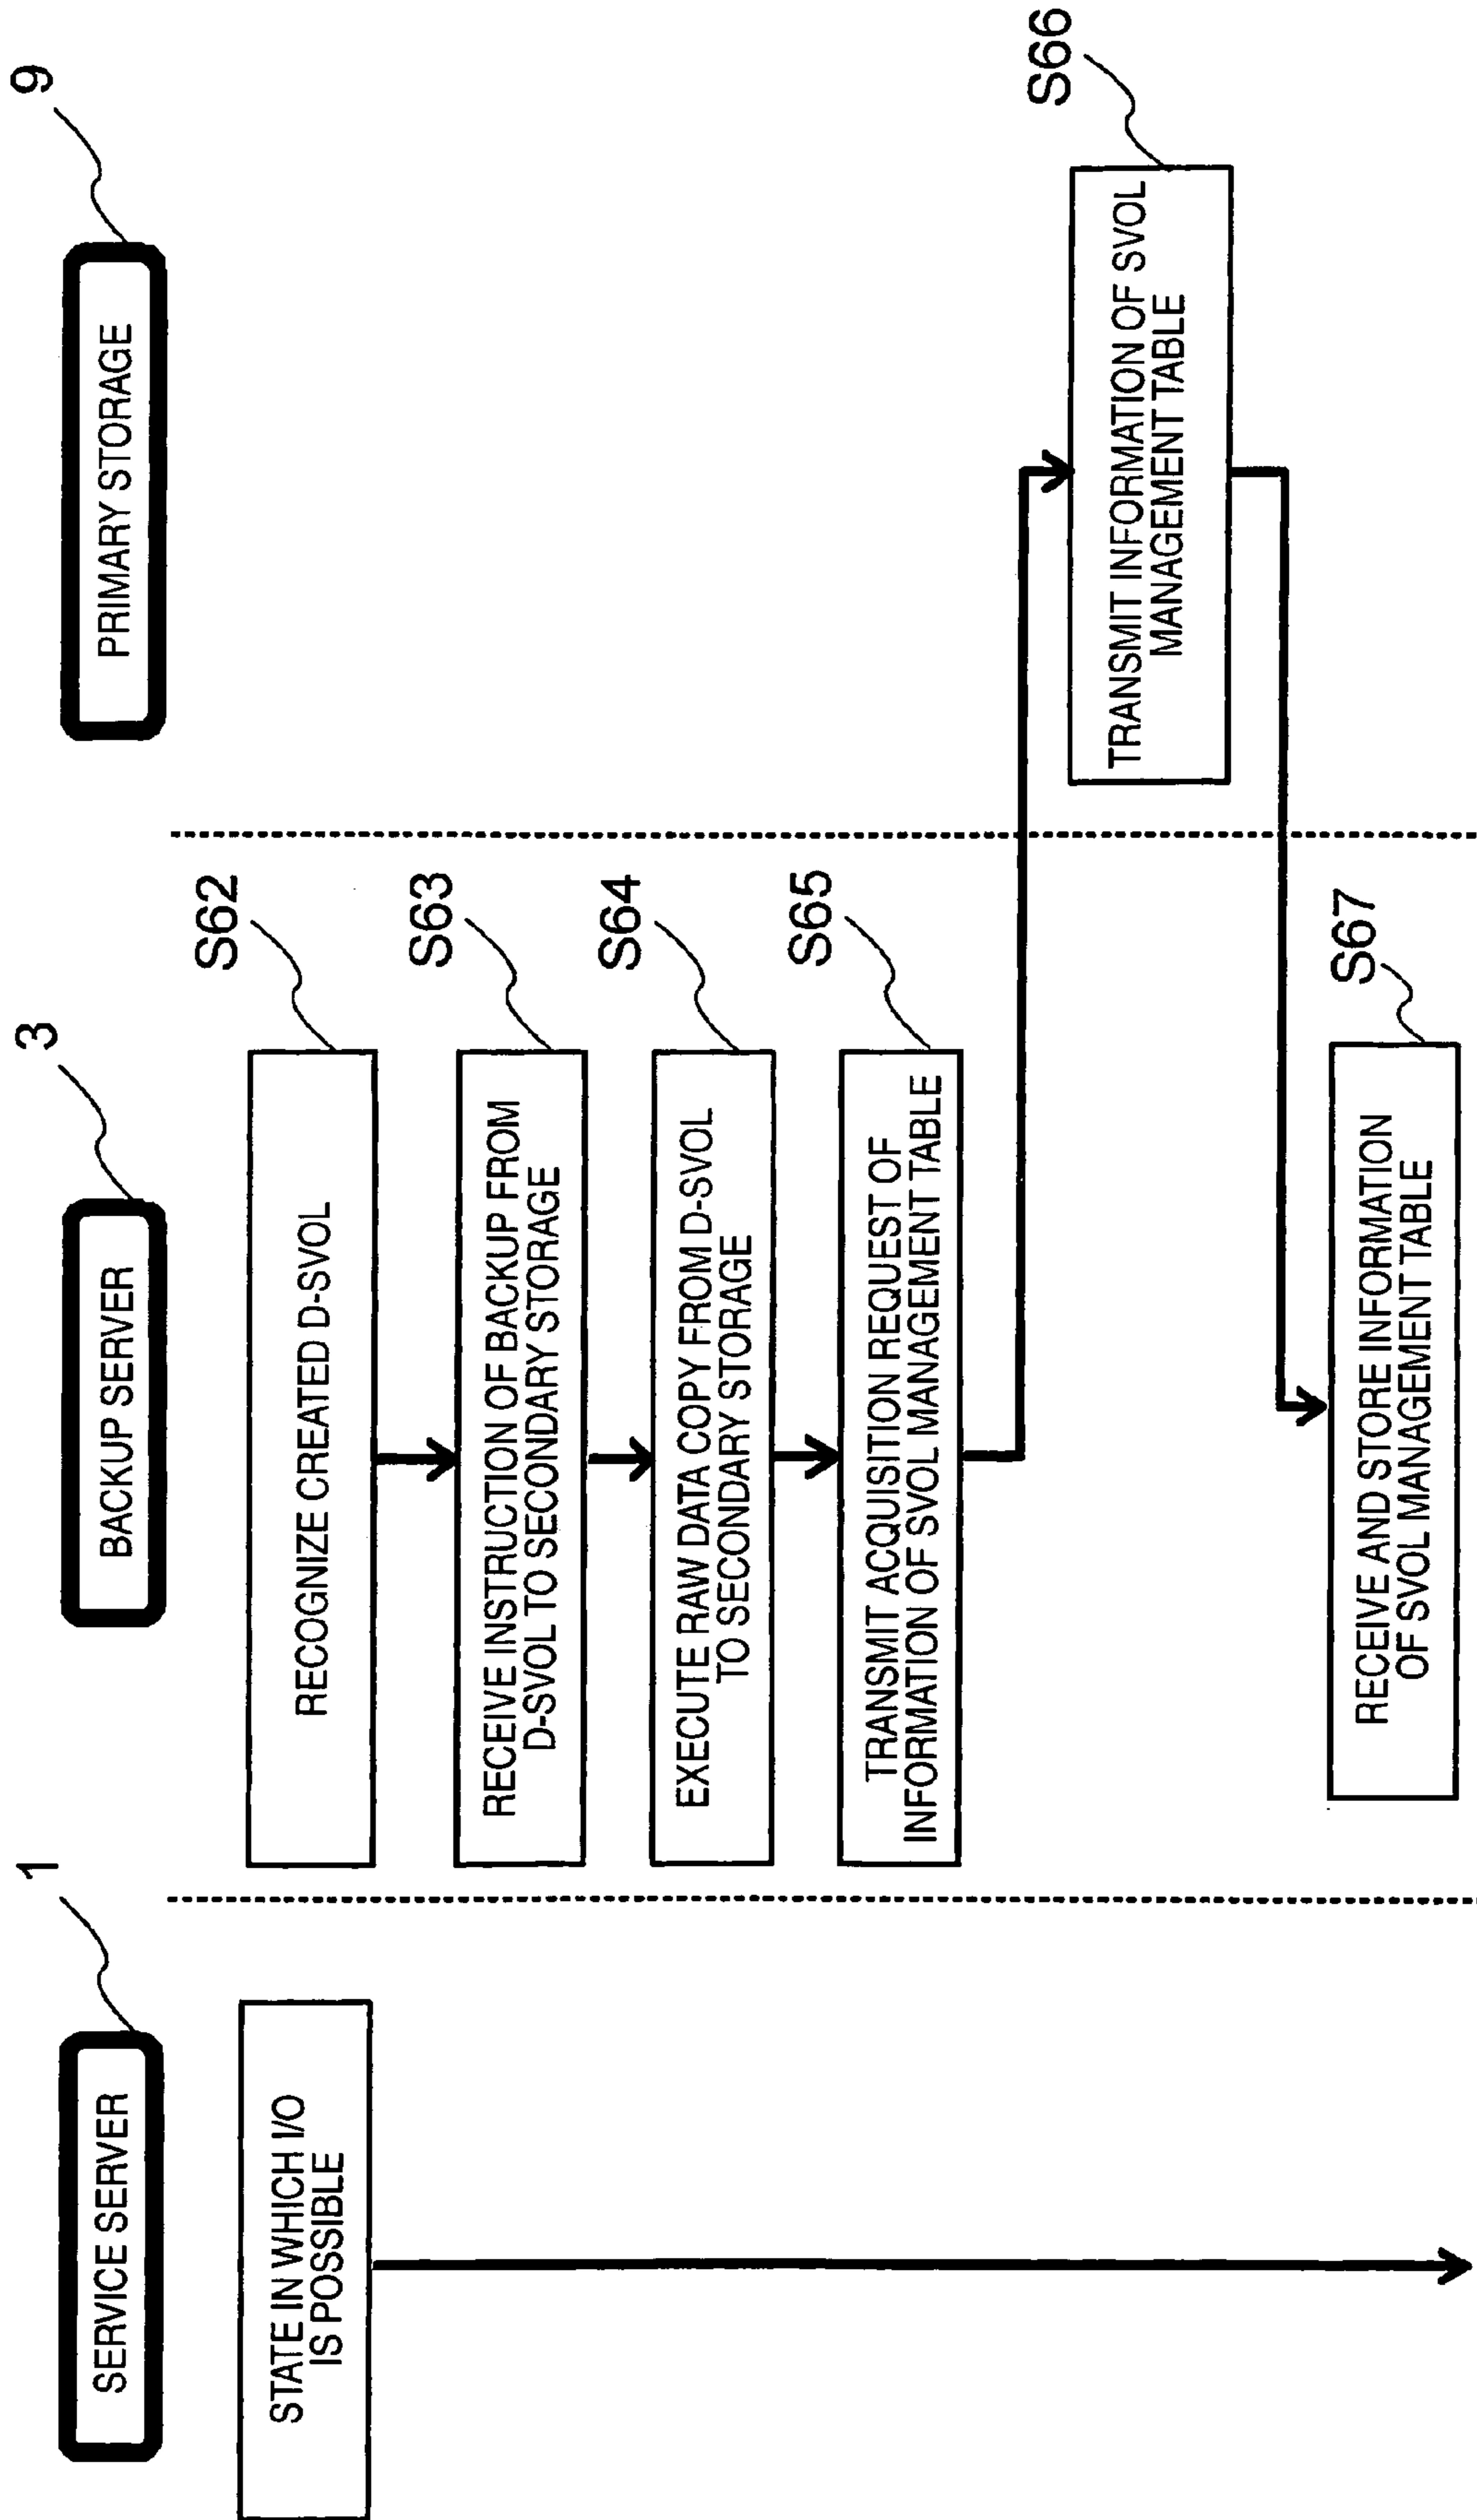 1
SERVICE SERVER
STATE IN WHICH I/O
IS POSSIBLE
3
BACKUP SERVER
S62
RECOGNIZE CREATED D-SVOL
S63
RECEIVE INSTRUCTION OF BACKUP FROM
D-SVOL TO SECONDARY STORAGE
S64
EXECUTE RAW DATA COPY FROM D-SVOL
TO SECONDARY STORAGE
S65
TRANSMIT ACQUISITION REQUEST OF
INFORMATION OF SVOL MANAGEMENT TABLE
9
PRIMARY STORAGE
S66
TRANSMIT INFORMATION OF SVOL
MANAGEMENT TABLE
S67
RECEIVE AND STORE INFORMATION
OF SVOL MANAGEMENT TABLE